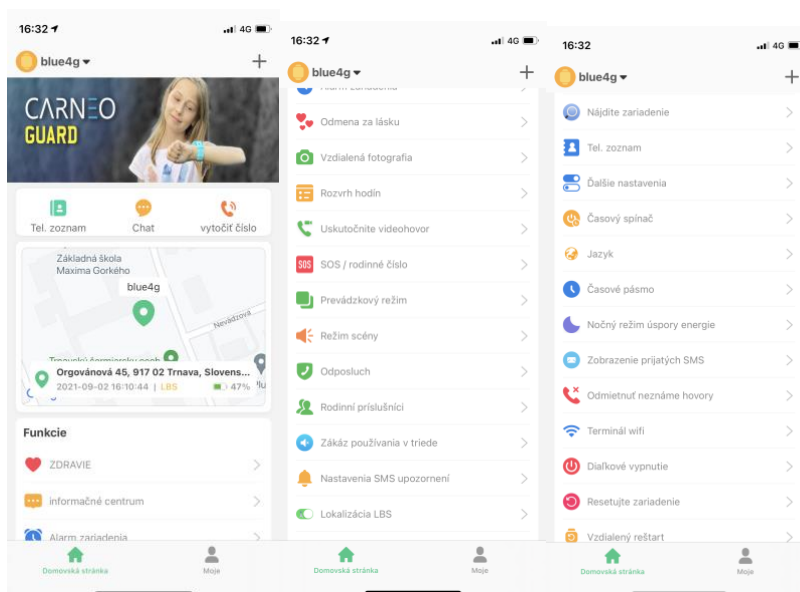 16:32
4G
blue4g
CARNEO
GUARD
Tel. zoznam
Chat
vytočiť číslo
Základná škola
Maxima Gorkého
blue4g
Nevädzová
Orgovánová 45, 917 02 Trnava, Slovens...
2021-09-02 16:10:44 | LBS
47%
Funkcie
ZDRAVIE
informačné centrum
Alarm zariadenia
Domovská stránka
Moje
16:32
4G
blue4g
Alarm zariadenia
Odmena za lásku
Vzdialená fotografia
Rozvrh hodín
Uskutočnite videohovor
SOS
SOS / rodinné číslo
Prevádzkový režim
Režim scény
Odposluch
Rodinní príslušníci
Zákáz používania v triede
Nastavenia SMS upozornení
Lokalizácia LBS
Domovská stránka
Moje
16:32
4G
blue4g
Nájdite zariadenie
Tel. zoznam
Ďalšie nastavenia
Časový spínač
Jazyk
Časové pásmo
Nočný režim úspory energie
Zobrazenie prijatých SMS
Odmietnuť neznáme hovory
Terminál wifi
Diaľkové vypnutie
Resetujte zariadenie
Vzdialený reštart
Domovská stránka
Moje